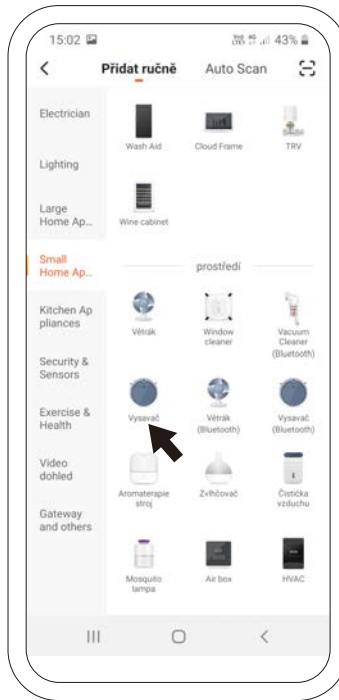 15:02 43%
Přidat ručně Auto Scan
Electrician
Lighting
Large
Home Ap...
Small
Home Ap...
Kitchen Ap
pliances
Security &
Sensors
Exercise &
Health
Video
dohled
Gateway
and others
Wash Aid Cloud Frame TRV
Wine cabinet
prostředí
Větrák Window
cleaner Vacuum
Cleaner
(Bluetooth)
Vysavač Větrák
(Bluetooth) Vysavač
(Bluetooth)
Aromaterapie
stroj Zvlhčovač Čistička
vzduchu
Mosquito
lampa Air box HVAC